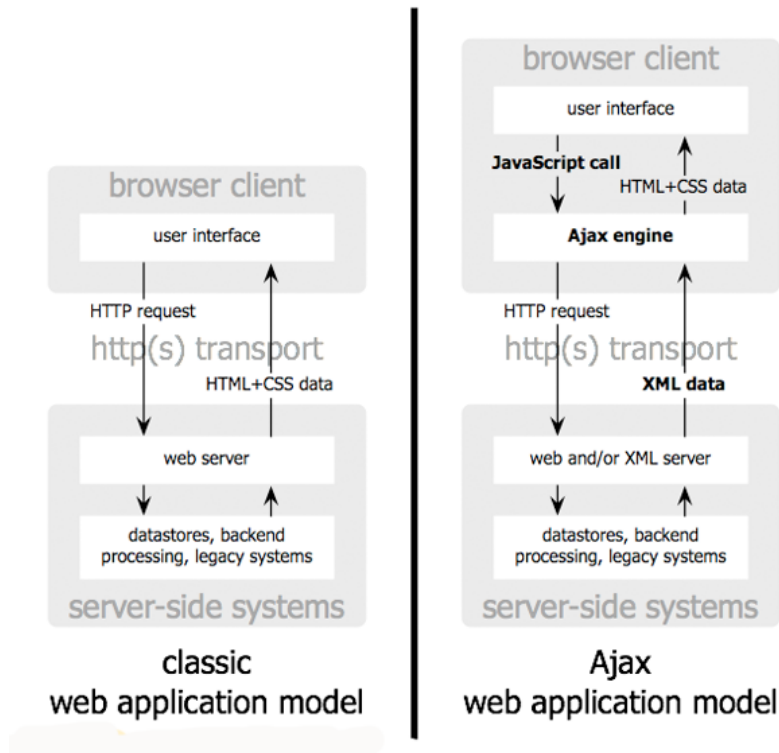 browser client
user interface
HTTP request
http(s) transport
HTML+CSS data
web server
datastores, backend
processing, legacy systems
server-side systems
classic
web application model
browser client
user interface
JavaScript call
HTML+CSS data
Ajax engine
HTTP request
http(s) transport
XML data
web and/or XML server
datastores, backend
processing, legacy systems
server-side systems
Ajax
web application model